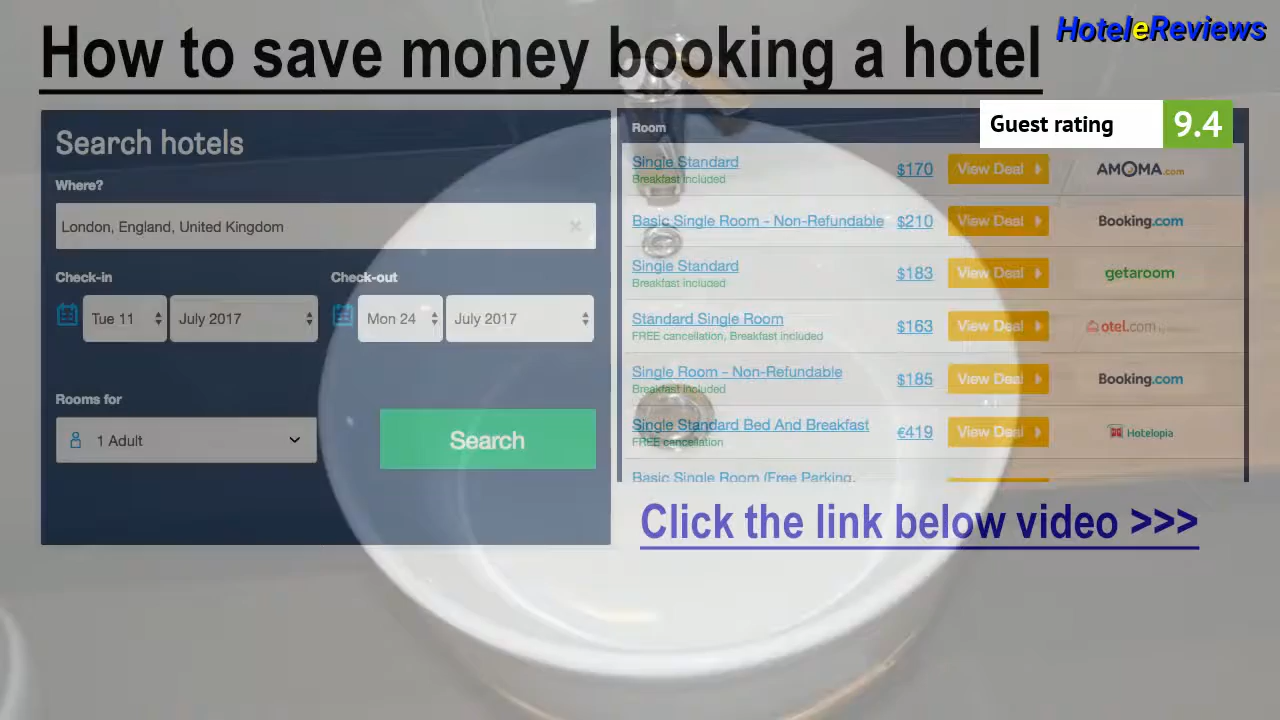 How to save money booking a hotel
HoteleReviews
Guest rating 9.4
Search hotels
Where?
London, England, United Kingdom
Check-in
Check-out
Tue 11
July 2017
Mon 24
July 2017
Rooms for
1 Adult
Search
Room
Single Standard $170 View Deal AMOMA.com
Breakfast included
Basic Single Room - Non-Refundable $210 View Deal Booking.com
Single Standard $183 View Deal getaroom
Breakfast included
Standard Single Room $163 View Deal otel.com
FREE cancellation, Breakfast included
Single Room - Non-Refundable $185 View Deal Booking.com
Breakfast included
Single Standard Bed And Breakfast €419 View Deal Hotelopia
FREE cancellation
Basic Single Room (Free Parking,
Click the link below video >>>